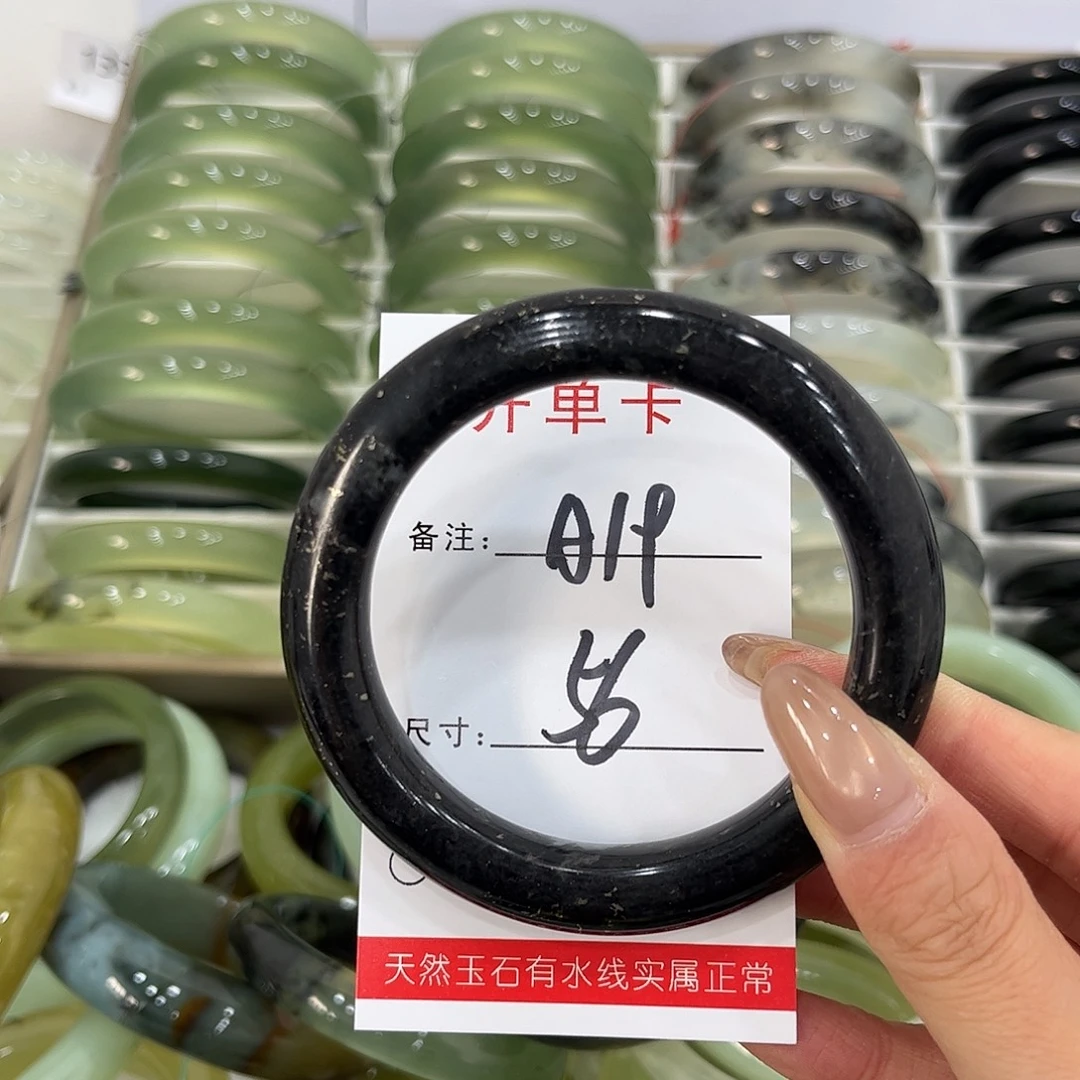 开单卡
备注: A19
尺寸: 56
天然玉石有水线实属正常